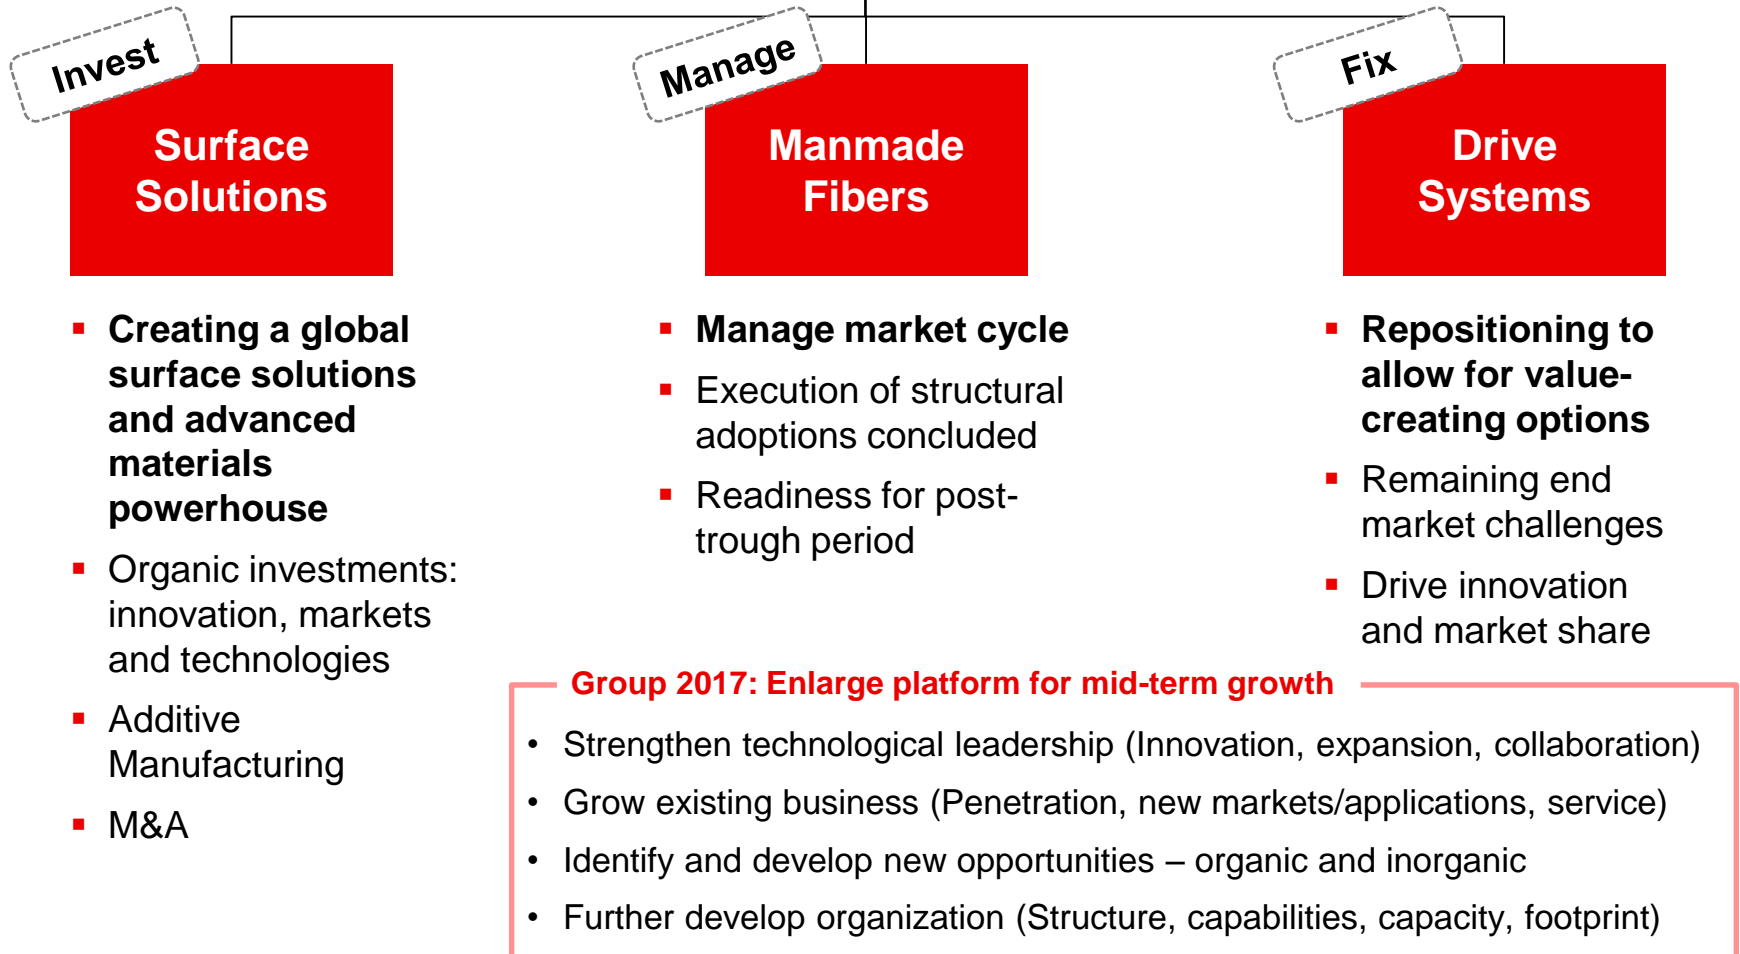 Invest
Surface
Solutions
Creating a global
surface solutions
and advanced
materials
powerhouse
Organic investments:
innovation, markets
and technologies
Additive
Manufacturing
M&A
Manage
Manmade
Fibers
Manage market cycle
Execution of structural
adoptions concluded
Readiness for post-
trough period
Fix
Drive
Systems
Repositioning to
allow for value-
creating options
Remaining end
market challenges
Drive innovation
and market share
Group 2017: Enlarge platform for mid-term growth
• Strengthen technological leadership (Innovation, expansion, collaboration)
• Grow existing business (Penetration, new markets/applications, service)
• Identify and develop new opportunities – organic and inorganic
• Further develop organization (Structure, capabilities, capacity, footprint)